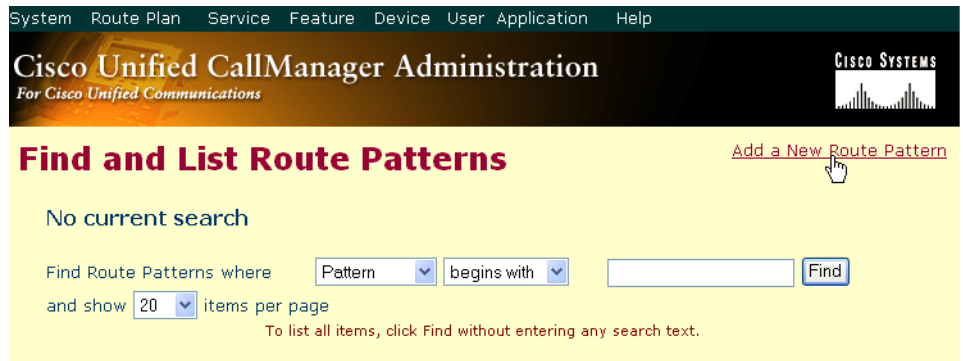 System Route Plan Service Feature Device User Application Help
Cisco Unified CallManager Administration
For Cisco Unified Communications
CISCO SYSTEMS
Find and List Route Patterns
Add a New Route Pattern
No current search
Find Route Patterns where Pattern begins with Find
and show 20 items per page
To list all items, click Find without entering any search text.